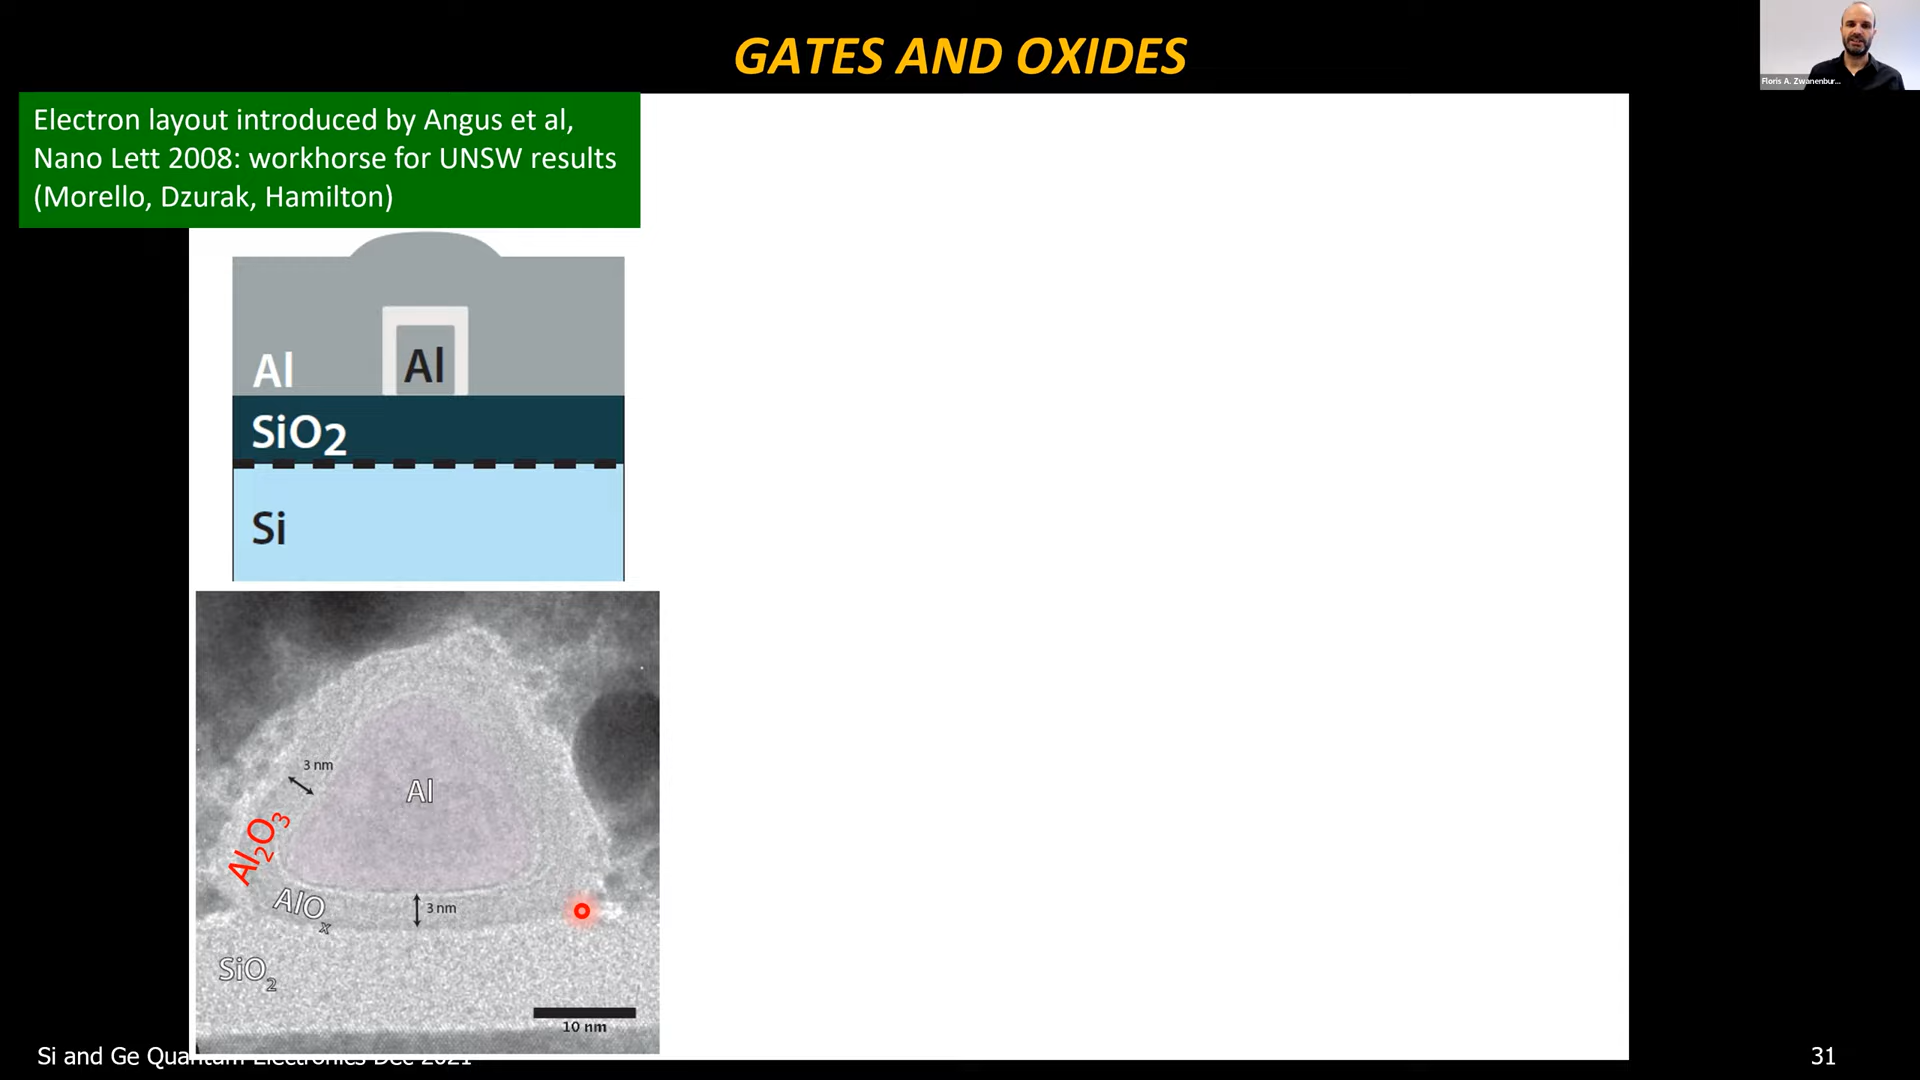 GATES AND OXIDES
Floris A. Zwanenbur...
Electron layout introduced by Angus et al,
Nano Lett 2008: workhorse for UNSW results
(Morello, Dzurak, Hamilton)
Al
Al
SiO2
Si
3 nm
Al
Al2O3
AlOx
3 nm
SiO2
10 nm
Si and Ge Quantum Electronics Dec 2021
31